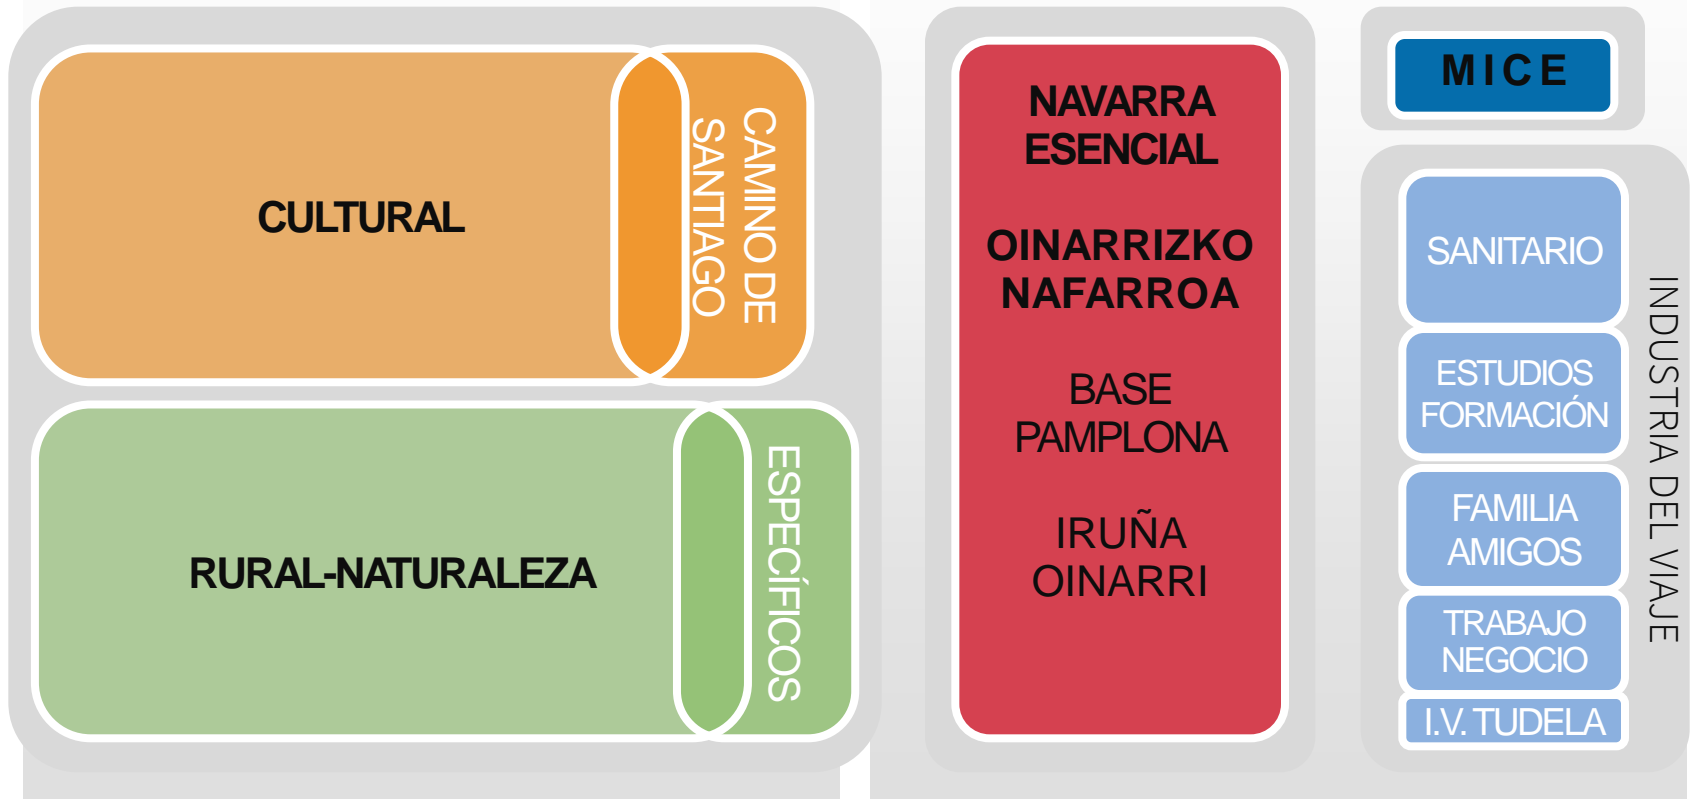 CULTURAL
CAMINO DE
SANTIAGO
RURAL-NATURALEZA
ESPECÍFICOS
NAVARRA
ESENCIAL
OINARRIZKO
NAFARROA
BASE
PAMPLONA
IRUÑA
OINARRI
MICE
SANITARIO
ESTUDIOS
FORMACIÓN
FAMILIA
AMIGOS
TRABAJO
NEGOCIO
I.V. TUDELA
INDUSTRIA DEL VIAJE